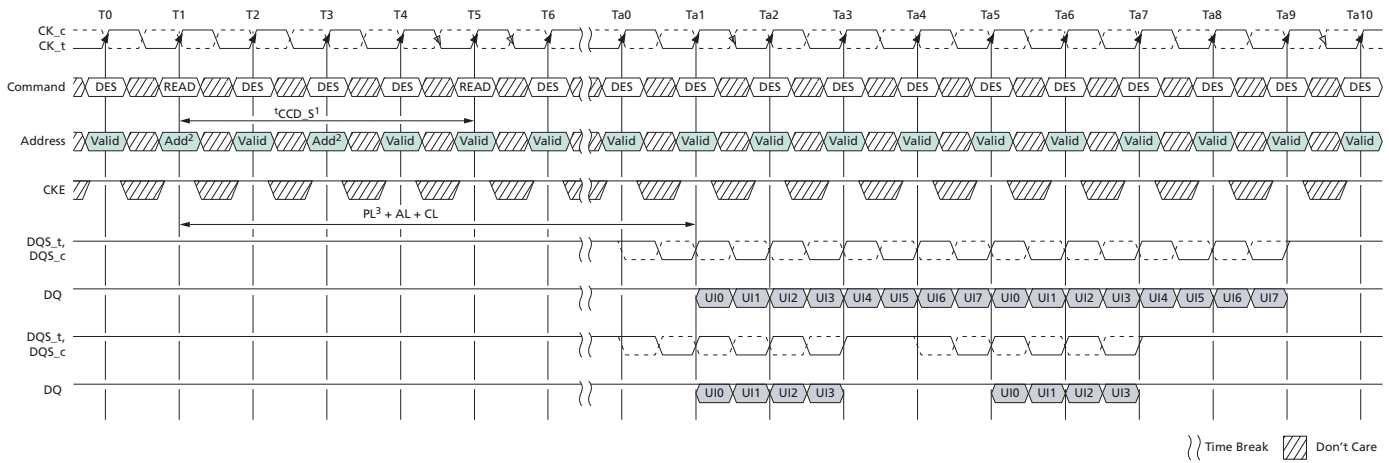 T0 T1 T2 T3 T4 T5 T6 Ta0 Ta1 Ta2 Ta3 Ta4 Ta5 Ta6 Ta7 Ta8 Ta9 Ta10
CK_c
CK_t
Command DES READ DES DES DES READ DES DES DES DES DES DES DES DES DES DES DES DES
tCCD_S1
Address Valid Add2 Valid Add2 Valid Valid Valid Valid Valid Valid Valid Valid Valid Valid Valid Valid Valid Valid
CKE
PL3 + AL + CL
DQS_t,
DQS_c
DQ UI0 UI1 UI2 UI3 UI4 UI5 UI6 UI7 UI0 UI1 UI2 UI3 UI4 UI5 UI6 UI7
DQS_t,
DQS_c
DQ UI0 UI1 UI2 UI3 UI0 UI1 UI2 UI3
Time Break Don't Care